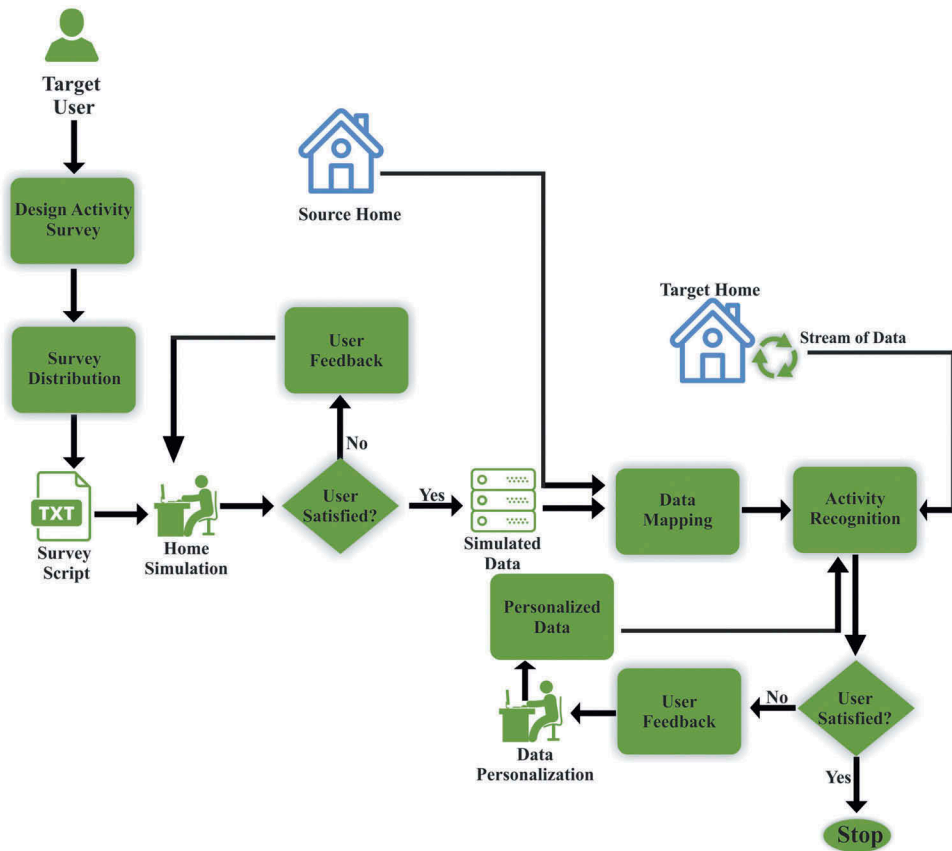 Target
User
Design Activity
Survey
Survey
Distribution
TXT
Survey
Script
Home
Simulation
User
Feedback
No
User
Satisfied?
Yes
Source Home
Simulated
Data
Target Home
Stream of Data
Data
Mapping
Activity
Recognition
User
Satisfied?
No
User
Feedback
Data
Personalization
Personalized
Data
Yes
Stop